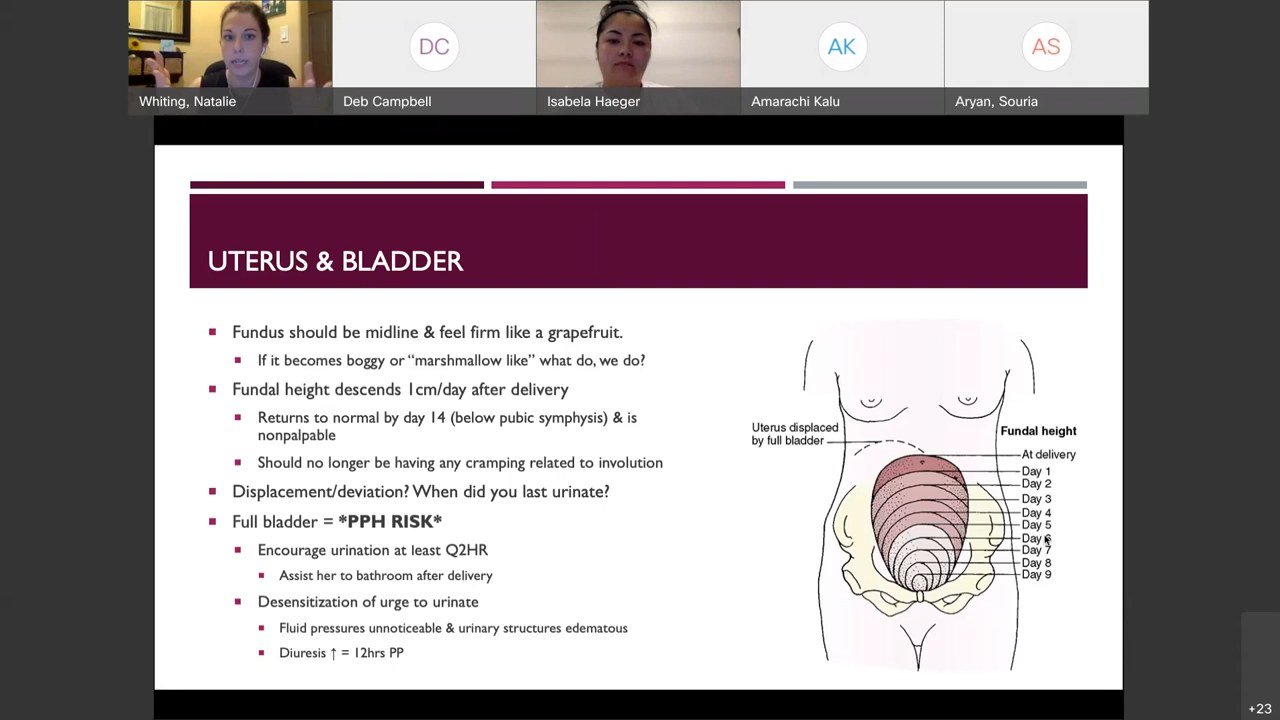 DC
AK
AS
Whiting, Natalie
Deb Campbell
Isabela Haeger
Amarachi Kalu
Aryan, Souria
UTERUS & BLADDER
Fundus should be midline & feel firm like a grapefruit.
If it becomes boggy or “marshmallow like” what do, we do?
Fundal height descends 1cm/day after delivery
Returns to normal by day 14 (below pubic symphysis) & is
nonpalpable
Should no longer be having any cramping related to involution
Displacement/deviation? When did you last urinate?
Full bladder = *PPH RISK*
Encourage urination at least Q2HR
Assist her to bathroom after delivery
Desensitization of urge to urinate
Fluid pressures unnoticeable & urinary structures edematous
Diuresis ↑ = 12hrs PP
Uterus displaced
by full bladder
Fundal height
At delivery
Day 1
Day 2
Day 3
Day 4
Day 5
Day 6
Day 7
Day 8
Day 9
+23